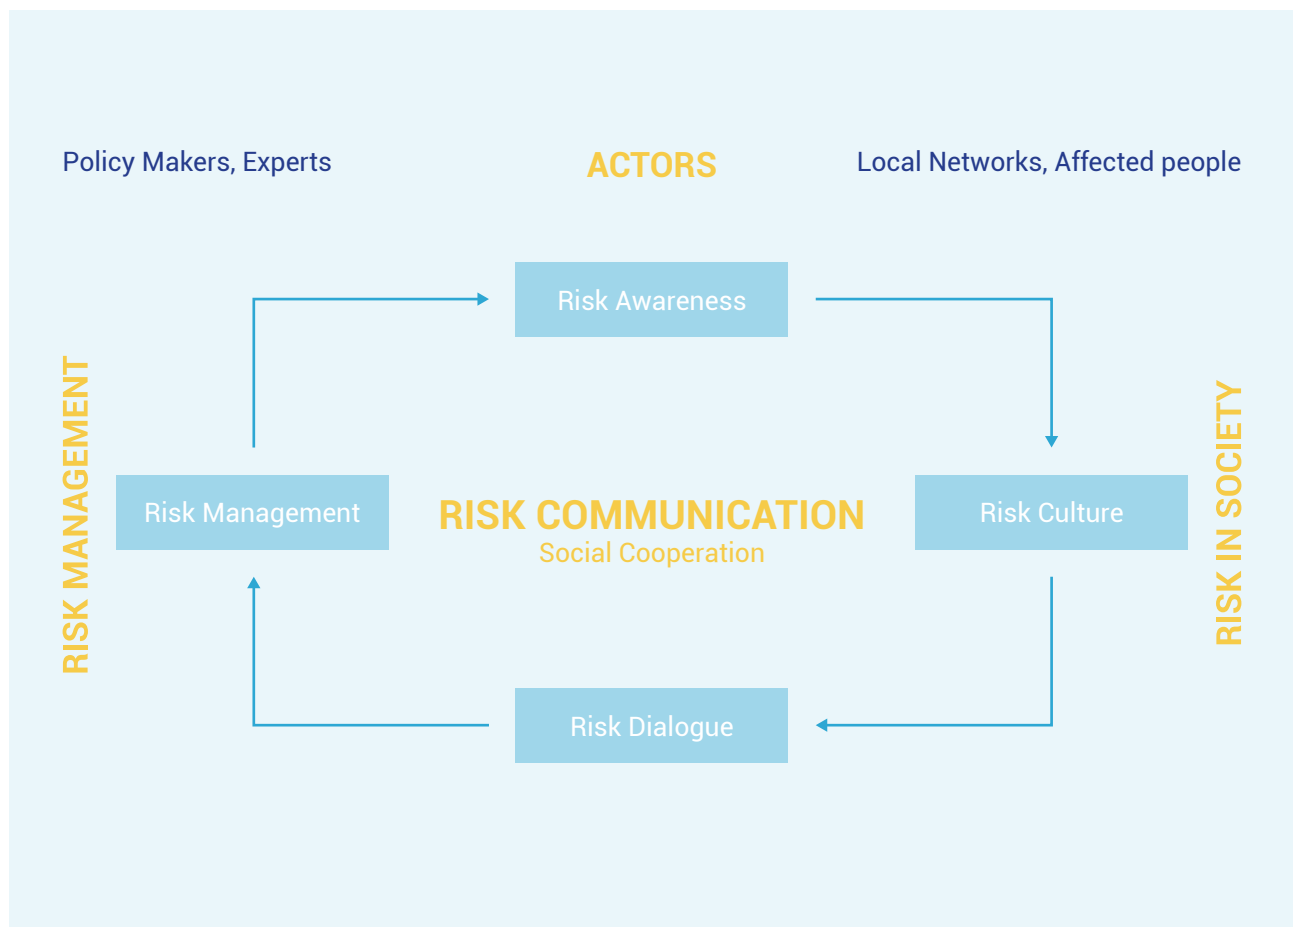 Policy Makers, Experts
ACTORS
Local Networks, Affected people
Risk Awareness
RISK MANAGEMENT
Risk Management
RISK COMMUNICATION
Social Cooperation
Risk Culture
RISK IN SOCIETY
Risk Dialogue